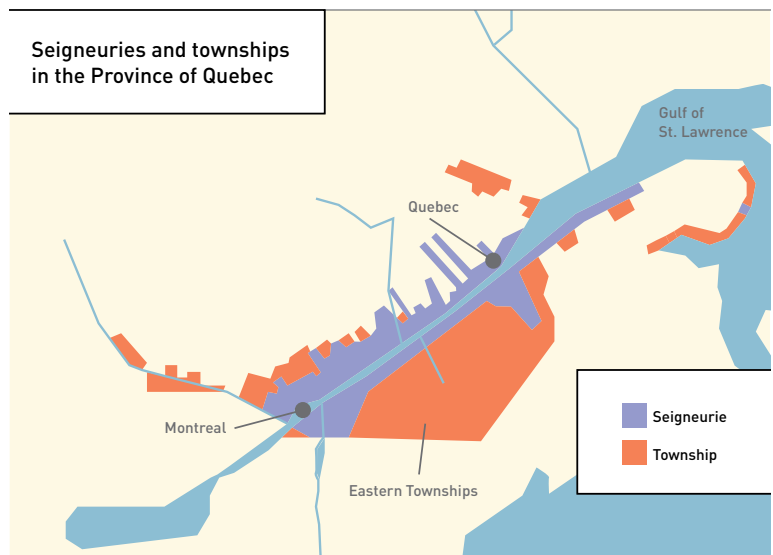 Seigneuries and townships
in the Province of Quebec
Gulf of
St. Lawrence
Quebec
Montreal
Eastern Townships
Seigneurie
Township